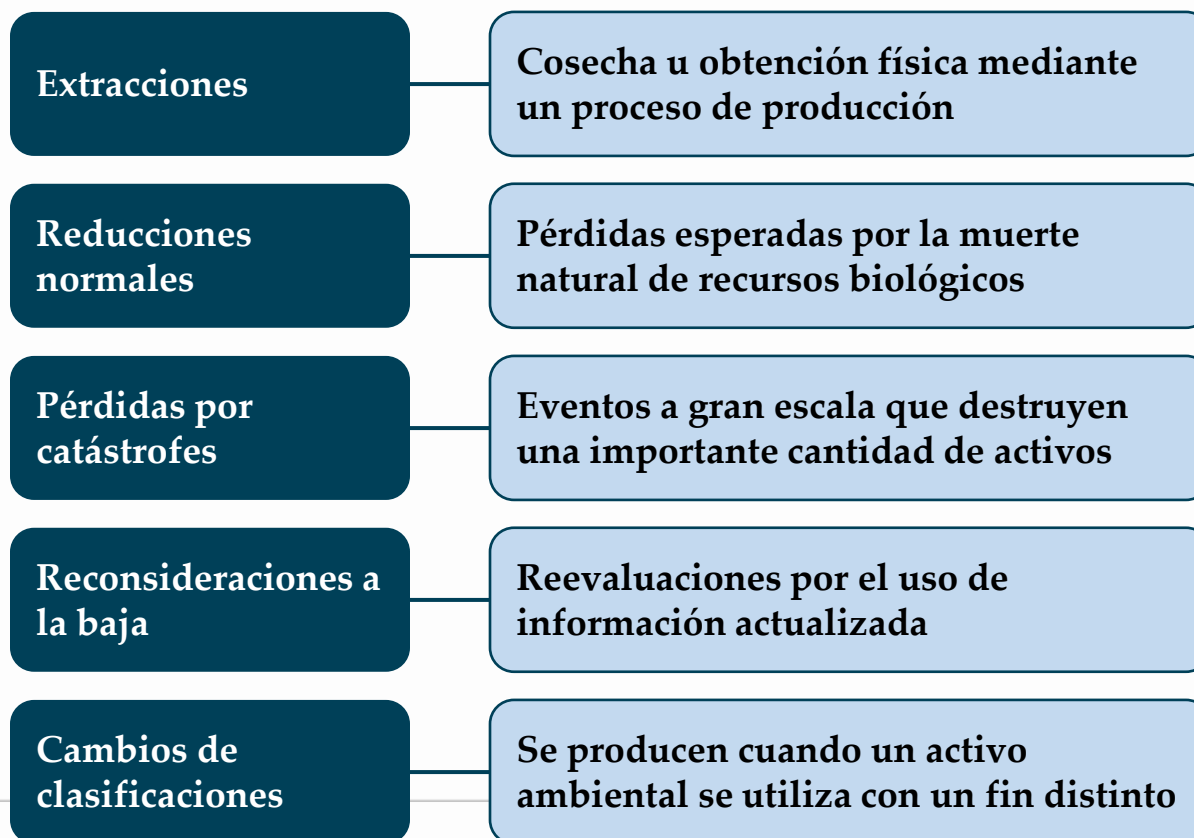 Extracciones
Cosecha u obtención física mediante
un proceso de producción
Reducciones
normales
Pérdidas esperadas por la muerte
natural de recursos biológicos
Pérdidas por
catástrofes
Eventos a gran escala que destruyen
una importante cantidad de activos
Reconsideraciones a
la baja
Reevaluaciones por el uso de
información actualizada
Cambios de
clasificaciones
Se producen cuando un activo
ambiental se utiliza con un fin distinto